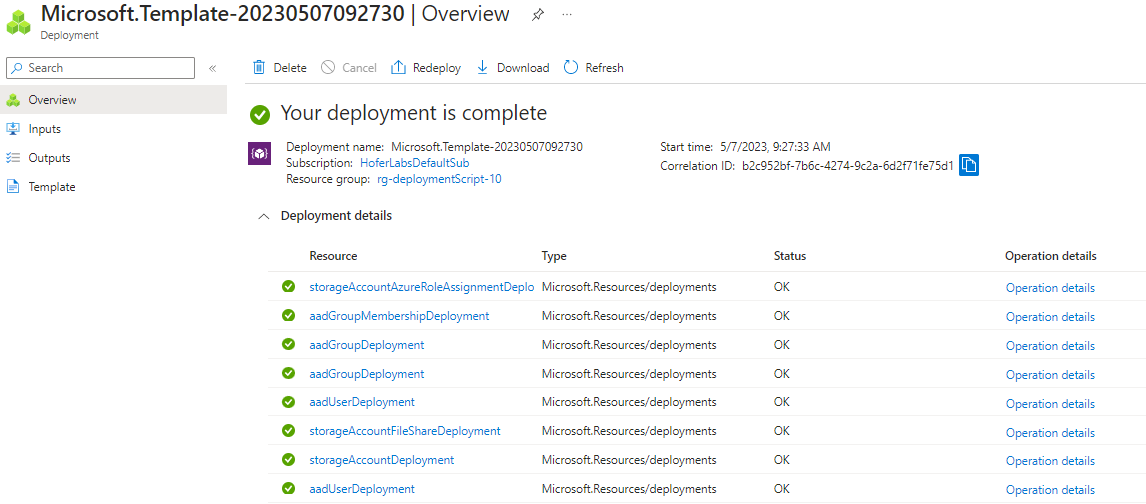 Microsoft.Template-20230507092730 | Overview
Deployment
Search
Overview
Inputs
Outputs
Template
Delete Cancel Redeploy Download Refresh
Your deployment is complete
Deployment name: Microsoft.Template-20230507092730
Subscription: HoferLabsDefaultSub
Resource group: rg-deploymentScript-10
Start time: 5/7/2023, 9:27:33 AM
Correlation ID: b2c952bf-7b6c-4274-9c2a-6d2f71fe75d1
Deployment details
Resource Type Status Operation details
storageAccountAzureRoleAssignmentDeplo Microsoft.Resources/deployments OK Operation details
aadGroupMembershipDeployment Microsoft.Resources/deployments OK Operation details
aadGroupDeployment Microsoft.Resources/deployments OK Operation details
aadGroupDeployment Microsoft.Resources/deployments OK Operation details
aadUserDeployment Microsoft.Resources/deployments OK Operation details
storageAccountFileShareDeployment Microsoft.Resources/deployments OK Operation details
storageAccountDeployment Microsoft.Resources/deployments OK Operation details
aadUserDeployment Microsoft.Resources/deployments OK Operation details